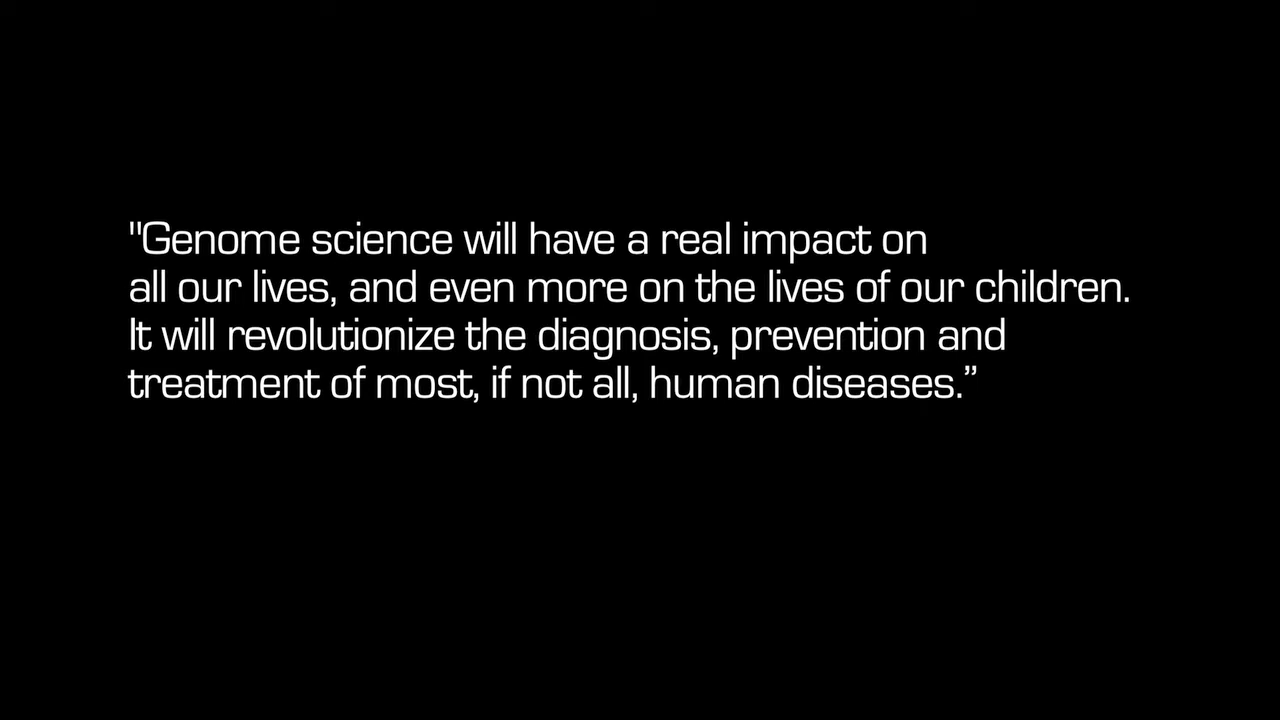 "Genome science will have a real impact on
all our lives, and even more on the lives of our children.
It will revolutionize the diagnosis, prevention and
treatment of most, if not all, human diseases.”